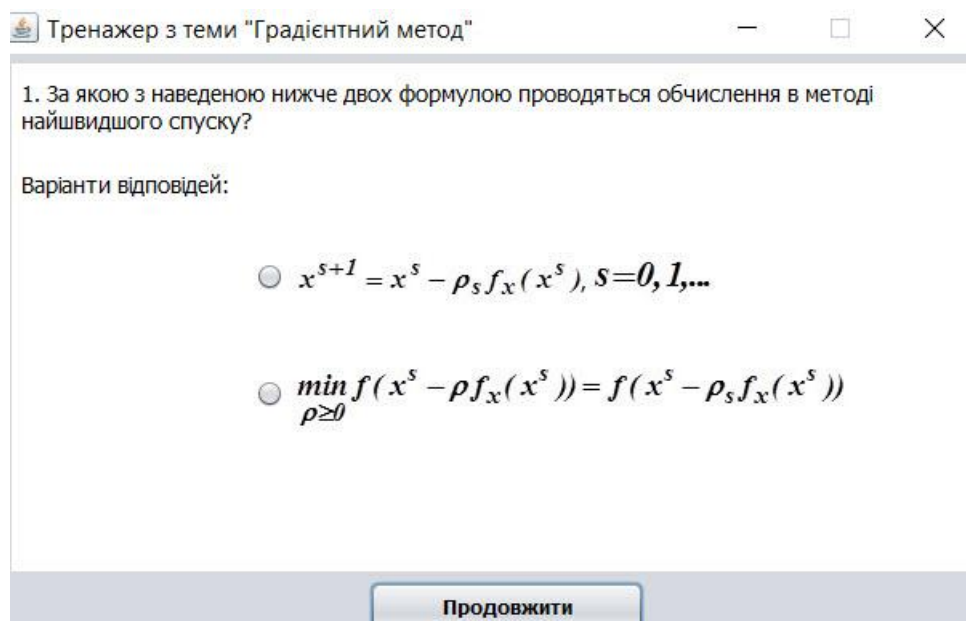 Тренажер з теми "Градієнтний метод"
1. За якою з наведеною нижче двох формулою проводяться обчислення в методі
найшвидшого спуску?
Варіанти відповідей:
x^{s+1} = x^s − ρ_s f_x(x^s), s=0,1,...
min f(x^s − ρf_x(x^s)) = f(x^s − ρ_s f_x(x^s))
ρ≥0
Продовжити